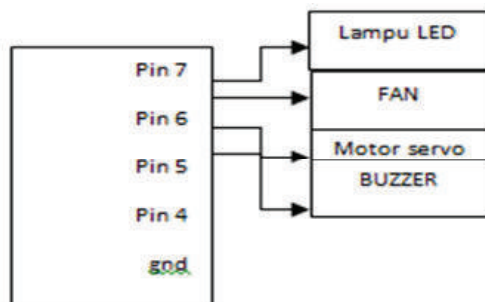 Pin 7
Pin 6
Pin 5
Pin 4
gnd
Lampu LED
FAN
Motor servo
BUZZER